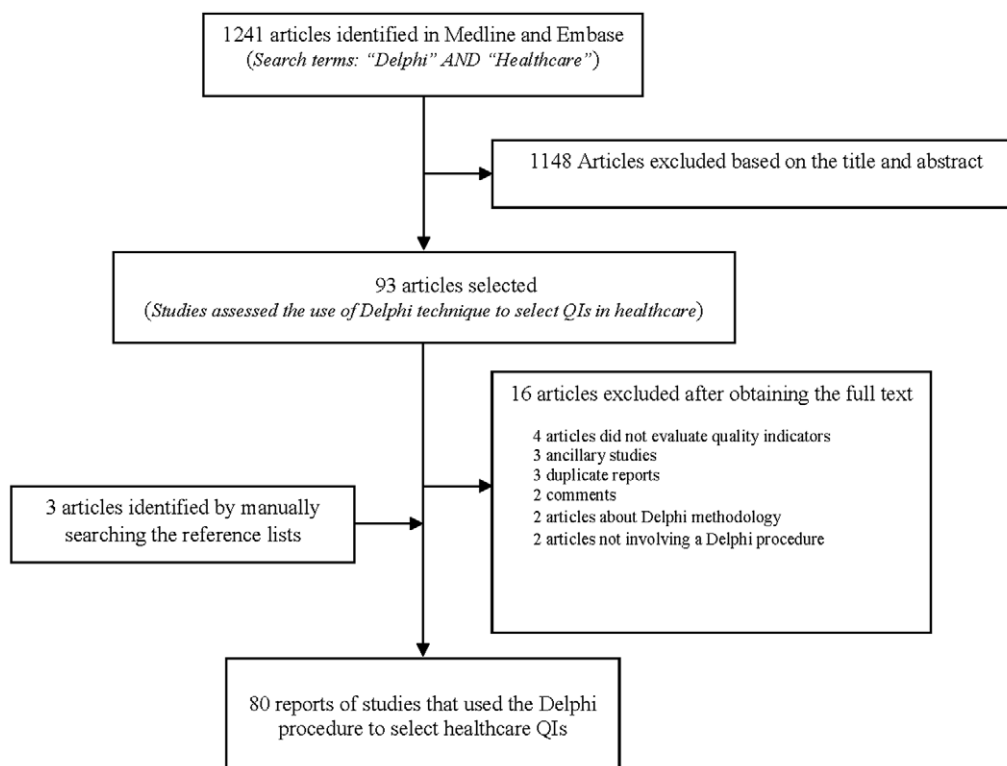 1241 articles identified in Medline and Embase
(Search terms: “Delphi” AND “Healthcare”)
1148 Articles excluded based on the title and abstract
93 articles selected
(Studies assessed the use of Delphi technique to select QIs in healthcare)
16 articles excluded after obtaining the full text
4 articles did not evaluate quality indicators
3 ancillary studies
3 duplicate reports
2 comments
2 articles about Delphi methodology
2 articles not involving a Delphi procedure
3 articles identified by manually
searching the reference lists
80 reports of studies that used the Delphi
procedure to select healthcare QIs